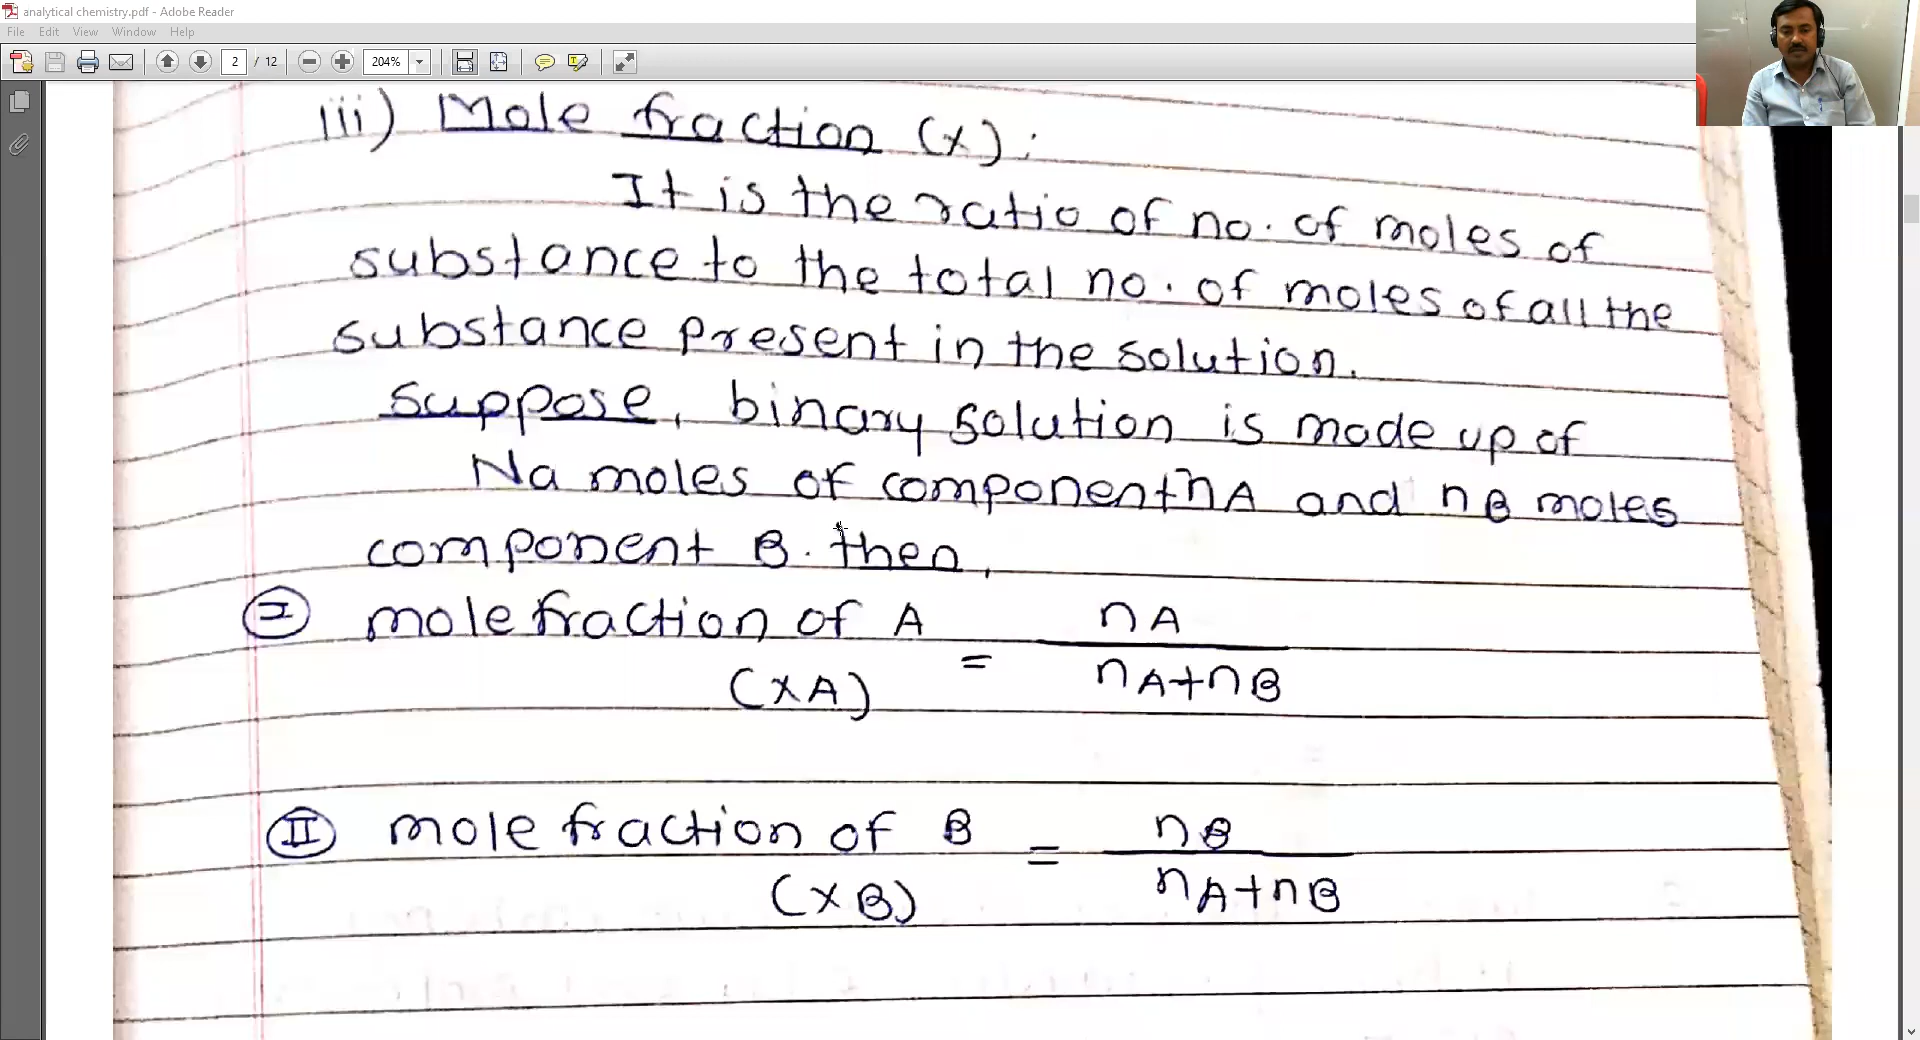 analytical chemistry.pdf - Adobe Reader
File Edit View Window Help
2 / 12 204%
iii) Mole fraction (x) :
It is the ratio of no. of moles of
substance to the total no. of moles of all the
substance present in the solution.
suppose, binary solution is made up of
Na moles of component nA and nB moles
component B. then,
I mole fraction of A = nA
(XA) nA+nB
II mole fraction of B = nB
(XB) nA+nB